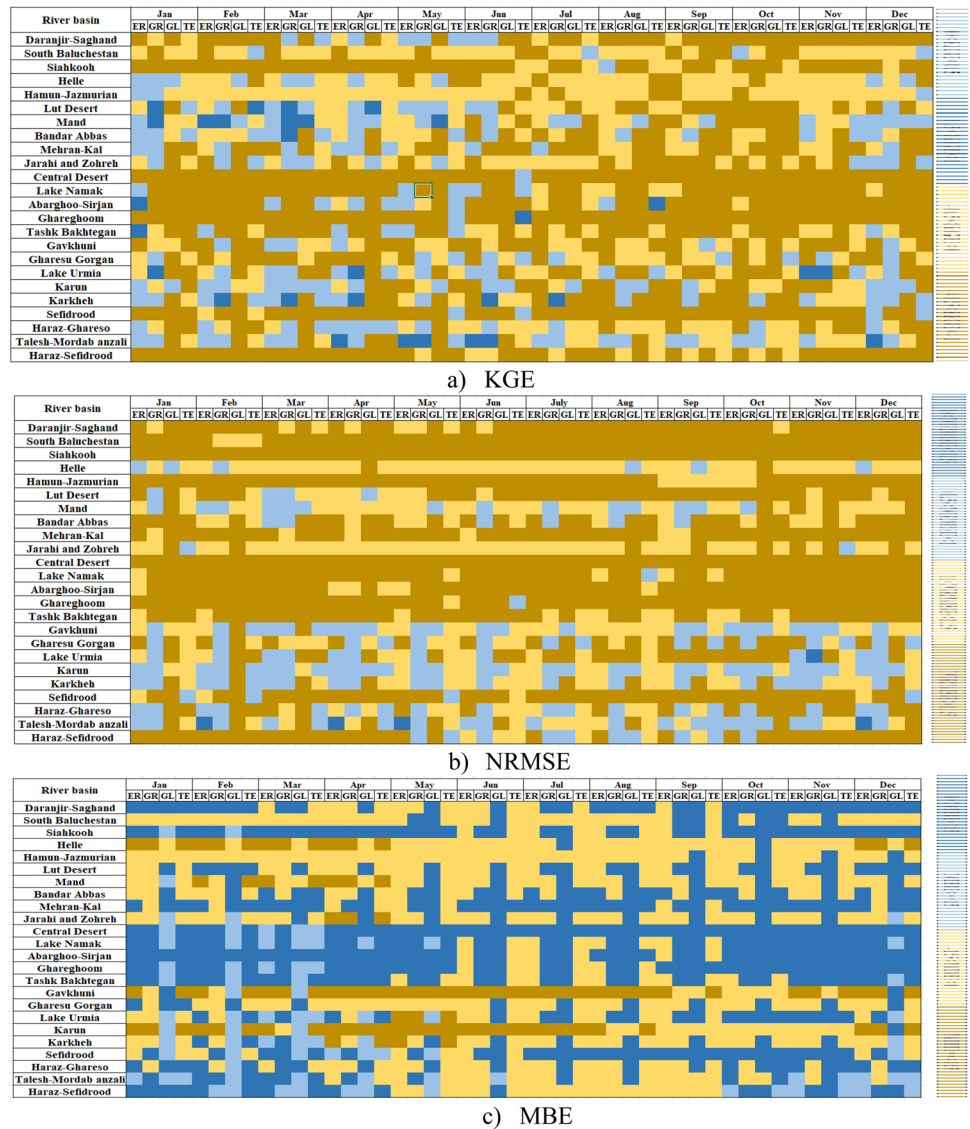 River basin Jan Feb Mar Apr May Jun Jul Aug Sep Oct Nov Dec
ER GR GL TE ER GR GL TE ER GR GL TE ER GR GL TE ER GR GL TE ER GR GL TE ER GR GL TE ER GR GL TE ER GR GL TE ER GR GL TE ER GR GL TE ER GR GL TE
Daranjir-Saghand
South Baluchestan
Siahkooh
Helle
Hamun-Jazmurian
Lut Desert
Mand
Bandar Abbas
Mehran-Kal
Jarahi and Zohreh
Central Desert
Lake Namak
Abarghoo-Sirjan
Ghareghoom
Tashk Bakhtegan
Gavkhuni
Gharesu Gorgan
Lake Urmia
Karun
Karkheh
Sefidrood
Haraz-Ghareso
Talesh-Mordab anzali
Haraz-Sefidrood
a) KGE
River basin Jan Feb Mar Apr May Jun July Aug Sep Oct Nov Dec
ER GR GL TE ER GR GL TE ER GR GL TE ER GR GL TE ER GR GL TE ER GR GL TE ER GR GL TE ER GR GL TE ER GR GL TE ER GR GL TE ER GR GL TE ER GR GL TE
Daranjir-Saghand
South Baluchestan
Siahkooh
Helle
Hamun-Jazmurian
Lut Desert
Mand
Bandar Abbas
Mehran-Kal
Jarahi and Zohreh
Central Desert
Lake Namak
Abarghoo-Sirjan
Ghareghoom
Tashk Bakhtegan
Gavkhuni
Gharesu Gorgan
Lake Urmia
Karun
Karkheh
Sefidrood
Haraz-Ghareso
Talesh-Mordab anzali
Haraz-Sefidrood
b) NRMSE
River basin Jan Feb Mar Apr May Jun Jul Aug Sep Oct Nov Dec
ER GR GL TE ER GR GL TE ER GR GL TE ER GR GL TE ER GR GL TE ER GR GL TE ER GR GL TE ER GR GL TE ER GR GL TE ER GR GL TE ER GR GL TE ER GR GL TE
Daranjir-Saghand
South Baluchestan
Siahkooh
Helle
Hamun-Jazmurian
Lut Desert
Mand
Bandar Abbas
Mehran-Kal
Jarahi and Zohreh
Central Desert
Lake Namak
Abarghoo-Sirjan
Ghareghoom
Tashk Bakhtegan
Gavkhuni
Gharesu Gorgan
Lake Urmia
Karun
Karkheh
Sefidrood
Haraz-Ghareso
Talesh-Mordab anzali
Haraz-Sefidrood
c) MBE